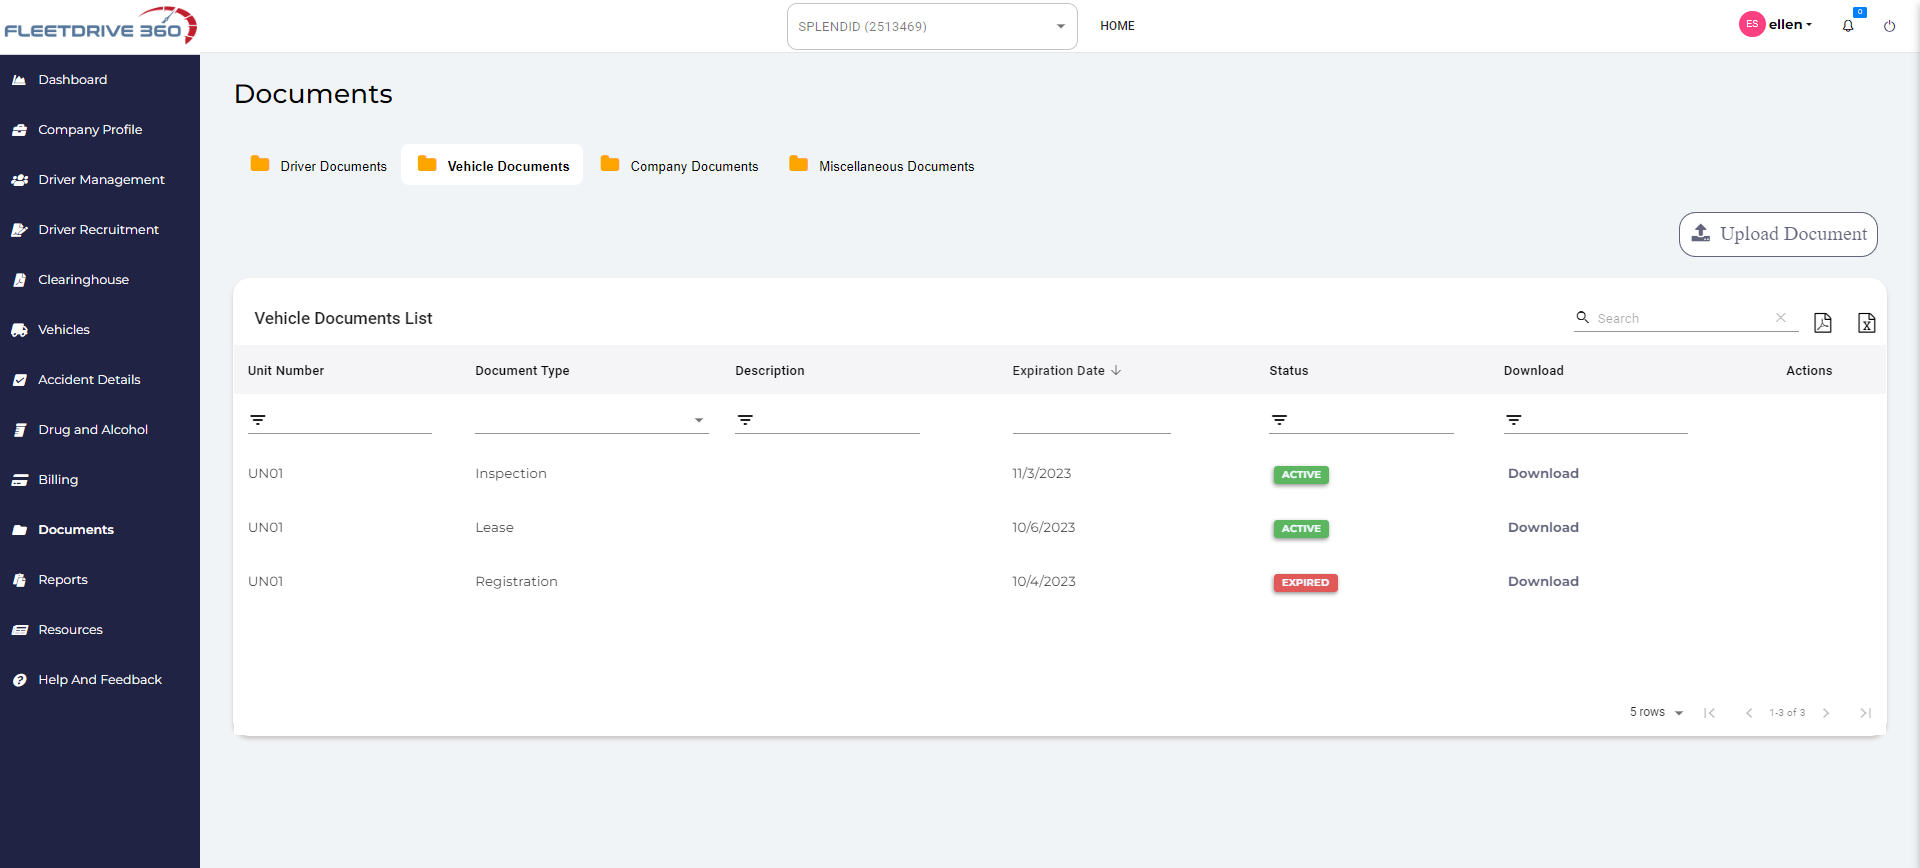 FLEETDRIVE 360
SPLENDID (2513469)
HOME
ES ellen
0
Dashboard
Company Profile
Driver Management
Driver Recruitment
Clearinghouse
Vehicles
Accident Details
Drug and Alcohol
Billing
Documents
Reports
Resources
Help And Feedback
Documents
Driver Documents Vehicle Documents Company Documents Miscellaneous Documents
Upload Document
Vehicle Documents List
Search
Unit Number Document Type Description Expiration Date Status Download Actions
UN01 Inspection 11/3/2023 ACTIVE Download
UN01 Lease 10/6/2023 ACTIVE Download
UN01 Registration 10/4/2023 EXPIRED Download
5 rows 1-3 of 3